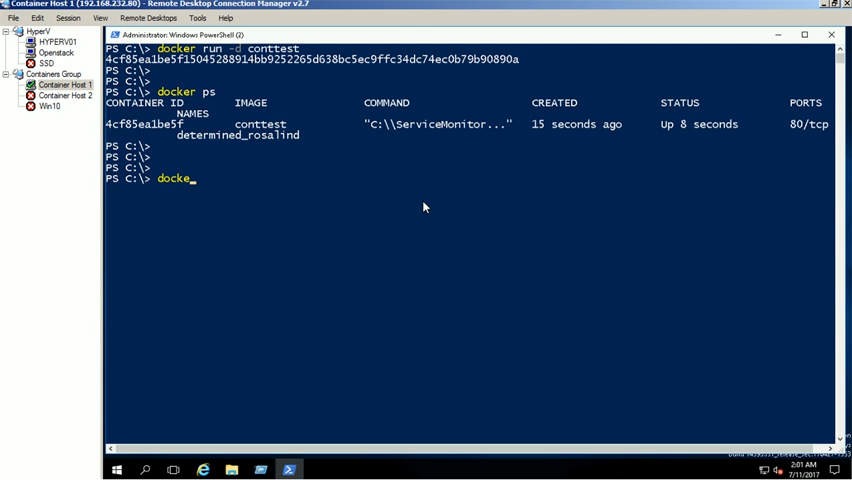 Container Host 1 (192.168.232.80) - Remote Desktop Connection Manager v2.7
File Edit Session View Remote Desktops Tools Help
HyperV
HYPERV01
Openstack
SSD
Containers Group
Container Host 1
Container Host 2
Win10
Administrator: Windows PowerShell (2)
PS C:\> docker run -d conttest
4cf85ea1be5f15045288914bb9252265d638bc5ec9ffc34dc74ec0b79b90890a
PS C:\>
PS C:\>
PS C:\> docker ps
CONTAINER ID IMAGE COMMAND CREATED STATUS PORTS
NAMES
4cf85ea1be5f conttest "C:\\ServiceMonitor..." 15 seconds ago Up 8 seconds 80/tcp
determined_rosalind
PS C:\>
PS C:\>
PS C:\>
PS C:\> docke_
2:01 AM
7/11/2017